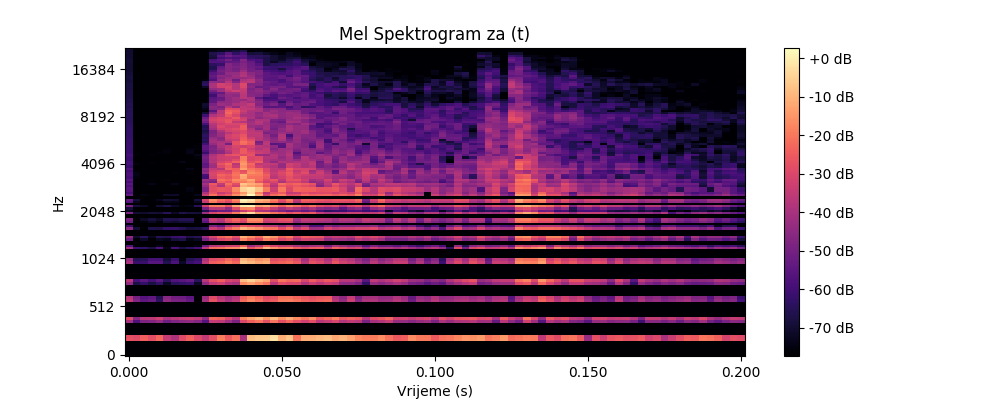 Mel Spektrogram za (t)
16384
8192
4096
2048
1024
512
0
Hz
0.000 0.050 0.100 0.150 0.200
Vrijeme (s)
+0 dB
-10 dB
-20 dB
-30 dB
-40 dB
-50 dB
-60 dB
-70 dB